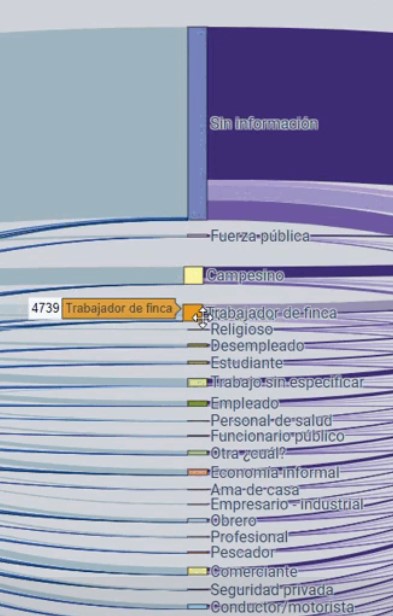 Sin información
Fuerza pública
Campesino
4739 Trabajador de finca
Trabajador de finca
Religioso
Desempleado
Estudiante
Trabajo sin especificar
Empleado
Personal de salud
Funcionario público
Otra ¿cuál?
Economía informal
Ama de casa
Empresario - industrial
Obrero
Profesional
Pescador
Comerciante
Seguridad privada
Conductor/motorista